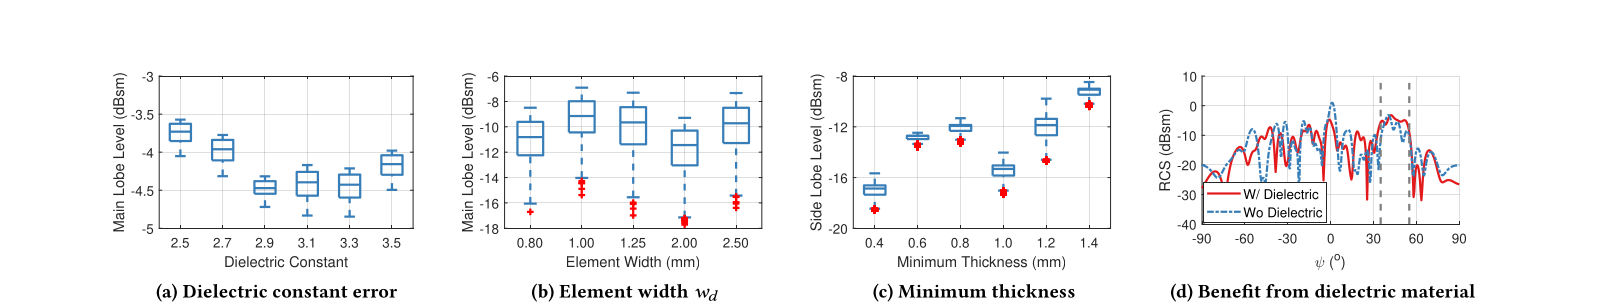 Main Lobe Level (dBsm)
-3
-3.5
-4
-4.5
-5
2.5 2.7 2.9 3.1 3.3 3.5
Dielectric Constant
(a) Dielectric constant error
Main Lobe Level (dBsm)
-6
-8
-10
-12
-14
-16
-18
0.80 1.00 1.25 2.00 2.50
Element Width (mm)
(b) Element width w_d
Side Lobe Level (dBsm)
-8
-12
-16
-20
0.4 0.6 0.8 1.0 1.2 1.4
Minimum Thickness (mm)
(c) Minimum thickness
RCS (dBsm)
10
0
-10
-20
-30
-40
W/ Dielectric
Wo Dielectric
-90 -60 -30 0 30 60 90
ψ (°)
(d) Benefit from dielectric material